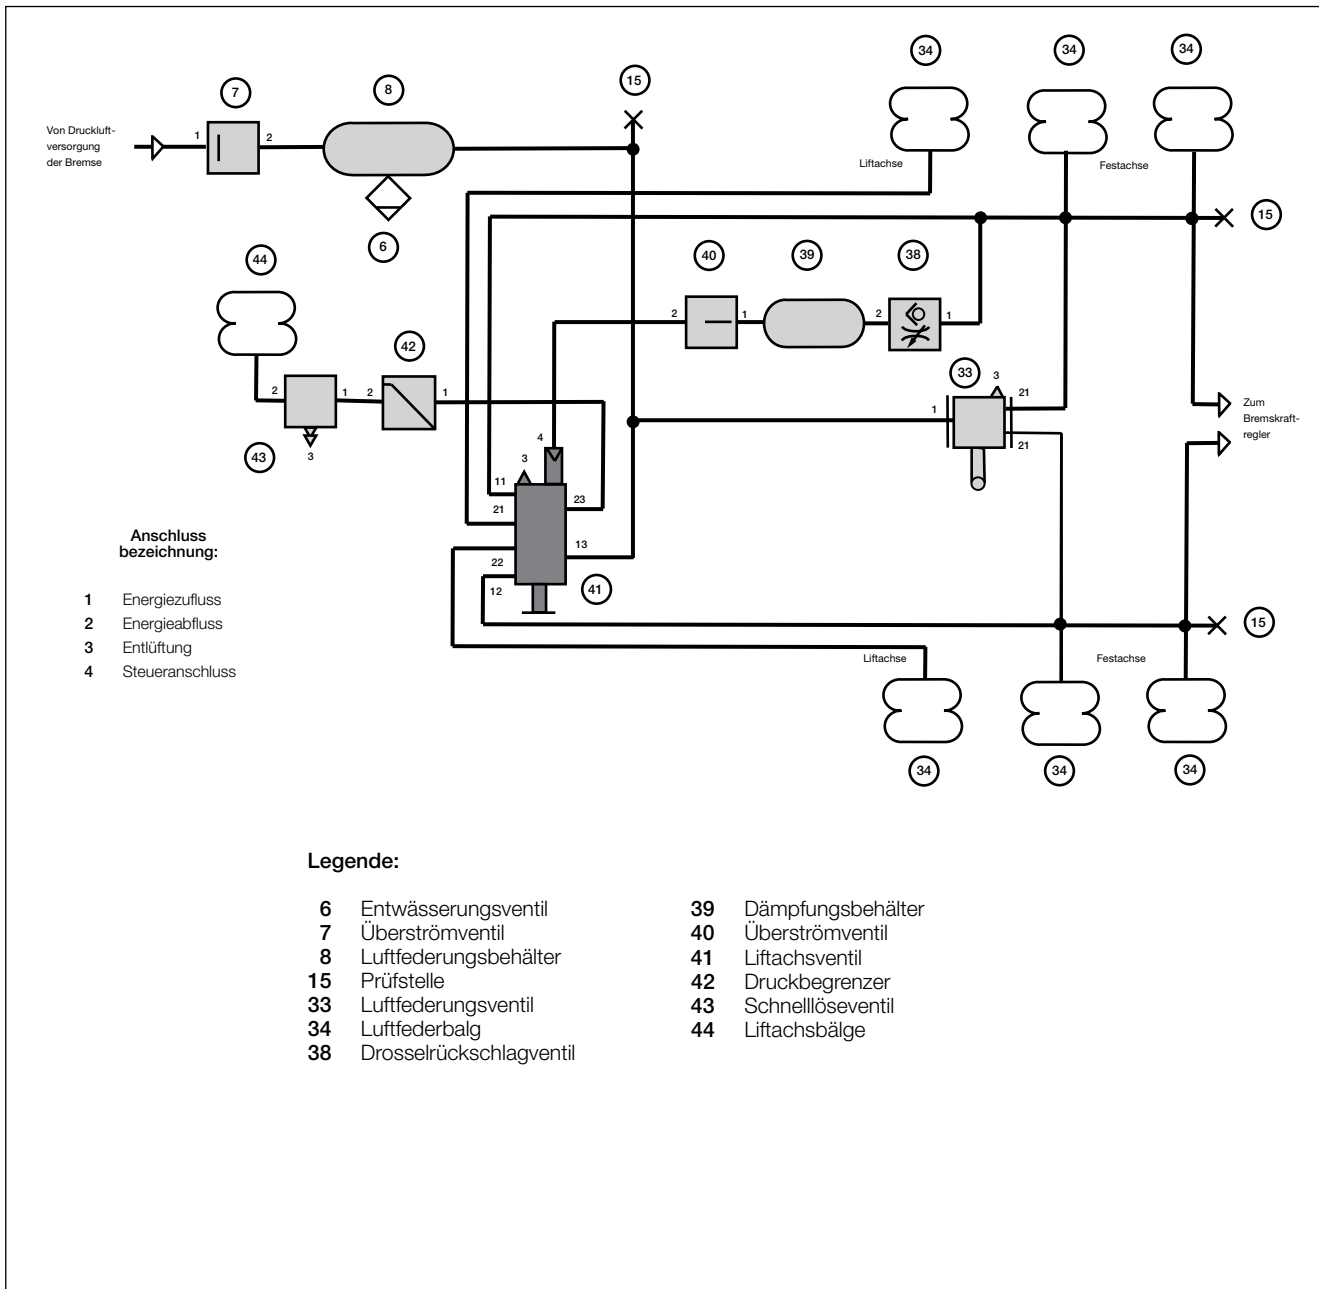 34
34
34
15
8
7
Von Druckluft-
versorgung
der Bremse
1
2
Liftachse
Festachse
15
6
44
40
39
38
2
1
2
1
42
33
3
21
2
1
2
1
1
Zum
Bremskraft-
regler
4
21
43
3
3
11
23
21
13
22
12
41
Anschluss
bezeichnung:
1 Energiezufluss
2 Energieabfluss
3 Entlüftung
4 Steueranschluss
15
Liftachse
Festachse
34
34
34
Legende:
6 Entwässerungsventil
7 Überströmventil
8 Luftfederungsbehälter
15 Prüfstelle
33 Luftfederungsventil
34 Luftfederbalg
38 Drosselrückschlagventil
39 Dämpfungsbehälter
40 Überströmventil
41 Liftachsventil
42 Druckbegrenzer
43 Schnelllöseventil
44 Liftachsbälge